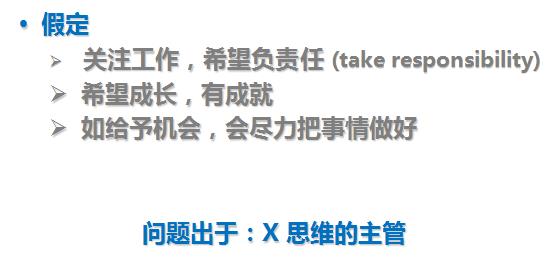 • 假定
➢ 关注工作，希望负责任 (take responsibility)
➢ 希望成长，有成就
➢ 如给予机会，会尽力把事情做好
问题出于：X 思维的主管